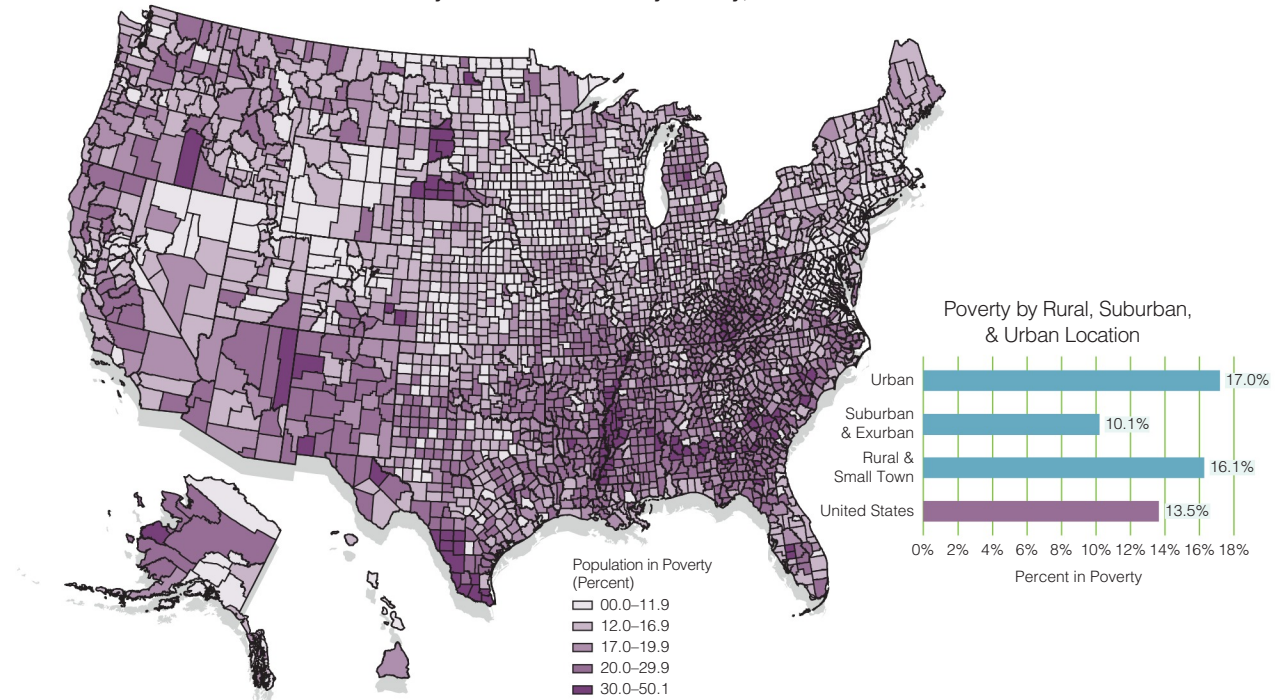 Poverty by Rural, Suburban,
& Urban Location
Urban
17.0%
Suburban
& Exurban
10.1%
Rural &
Small Town
16.1%
United States
13.5%
0% 2% 4% 6% 8% 10% 12% 14% 16% 18%
Percent in Poverty
Population in Poverty
(Percent)
00.0–11.9
12.0–16.9
17.0–19.9
20.0–29.9
30.0–50.1